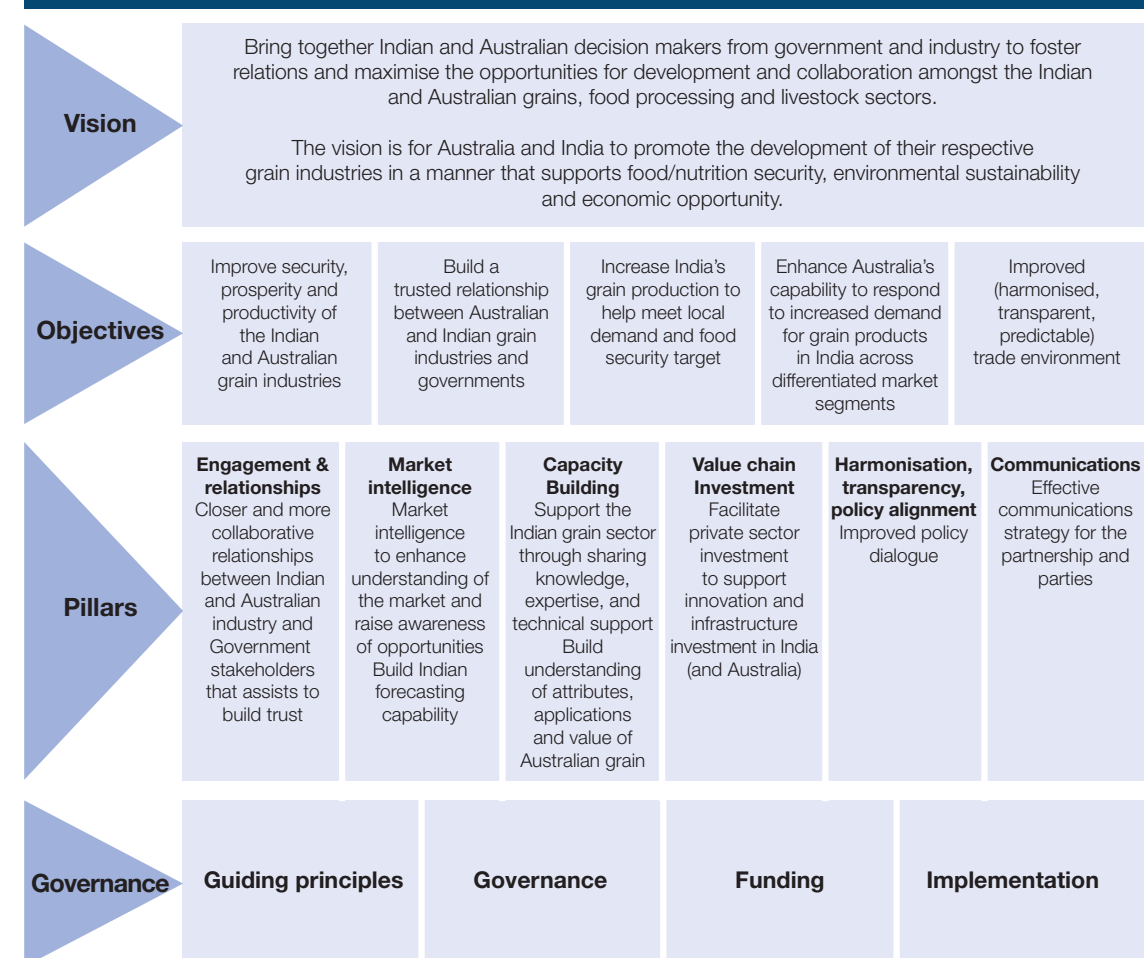 Vision
Bring together Indian and Australian decision makers from government and industry to foster
relations and maximise the opportunities for development and collaboration amongst the Indian
and Australian grains, food processing and livestock sectors.
The vision is for Australia and India to promote the development of their respective
grain industries in a manner that supports food/nutrition security, environmental sustainability
and economic opportunity.
Objectives
Improve security,
prosperity and
productivity of
the Indian
and Australian
grain industries
Build a
trusted relationship
between Australian
and Indian grain
industries and
governments
Increase India’s
grain production to
help meet local
demand and food
security target
Enhance Australia’s
capability to respond
to increased demand
for grain products
in India across
differentiated market
segments
Improved
(harmonised,
transparent,
predictable)
trade environment
Pillars
Engagement &
relationships
Closer and more
collaborative
relationships
between Indian
and Australian
industry and
Government
stakeholders
that assists to
build trust
Market
intelligence
Market
intelligence
to enhance
understanding of
the market and
raise awareness
of opportunities
Build Indian
forecasting
capability
Capacity
Building
Support the
Indian grain sector
through sharing
knowledge,
expertise, and
technical support
Build
understanding
of attributes,
applications
and value of
Australian grain
Value chain
Investment
Facilitate
private sector
investment
to support
innovation and
infrastructure
investment in India
(and Australia)
Harmonisation,
transparency,
policy alignment
Improved policy
dialogue
Communications
Effective
communications
strategy for the
partnership and
parties
Governance
Guiding principles
Governance
Funding
Implementation